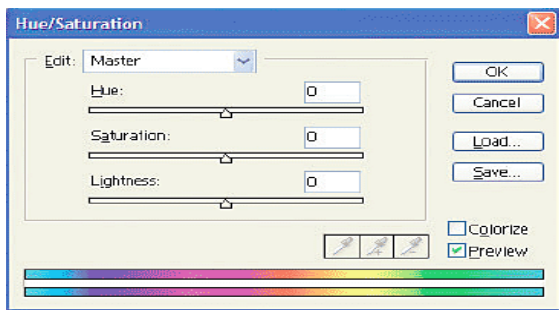 Hue/Saturation
Edit: Master
Hue: 0
Saturation: 0
Lightness: 0
OK
Cancel
Load...
Save...
Colorize
Preview